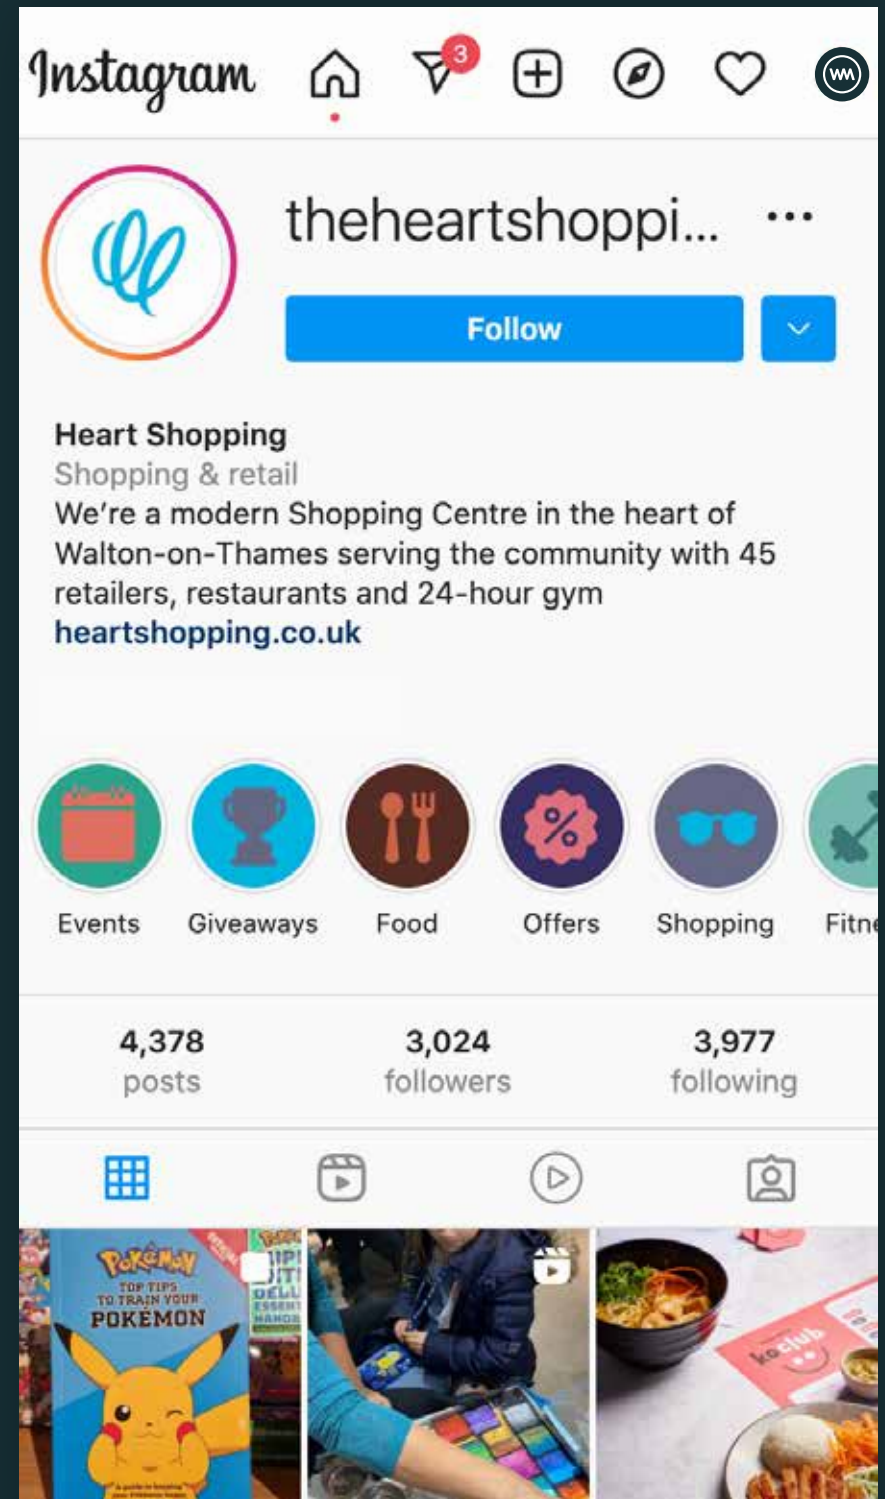 Instagram
3
WM
theheartshoppi...
Follow
Heart Shopping
Shopping & retail
We're a modern Shopping Centre in the heart of
Walton-on-Thames serving the community with 45
retailers, restaurants and 24-hour gym
heartshopping.co.uk
Events Giveaways Food Offers Shopping Fitne
4,378 3,024 3,977
posts followers following
POKéMON
TOP TIPS
TO TRAIN YOUR
POKÉMON
koclub